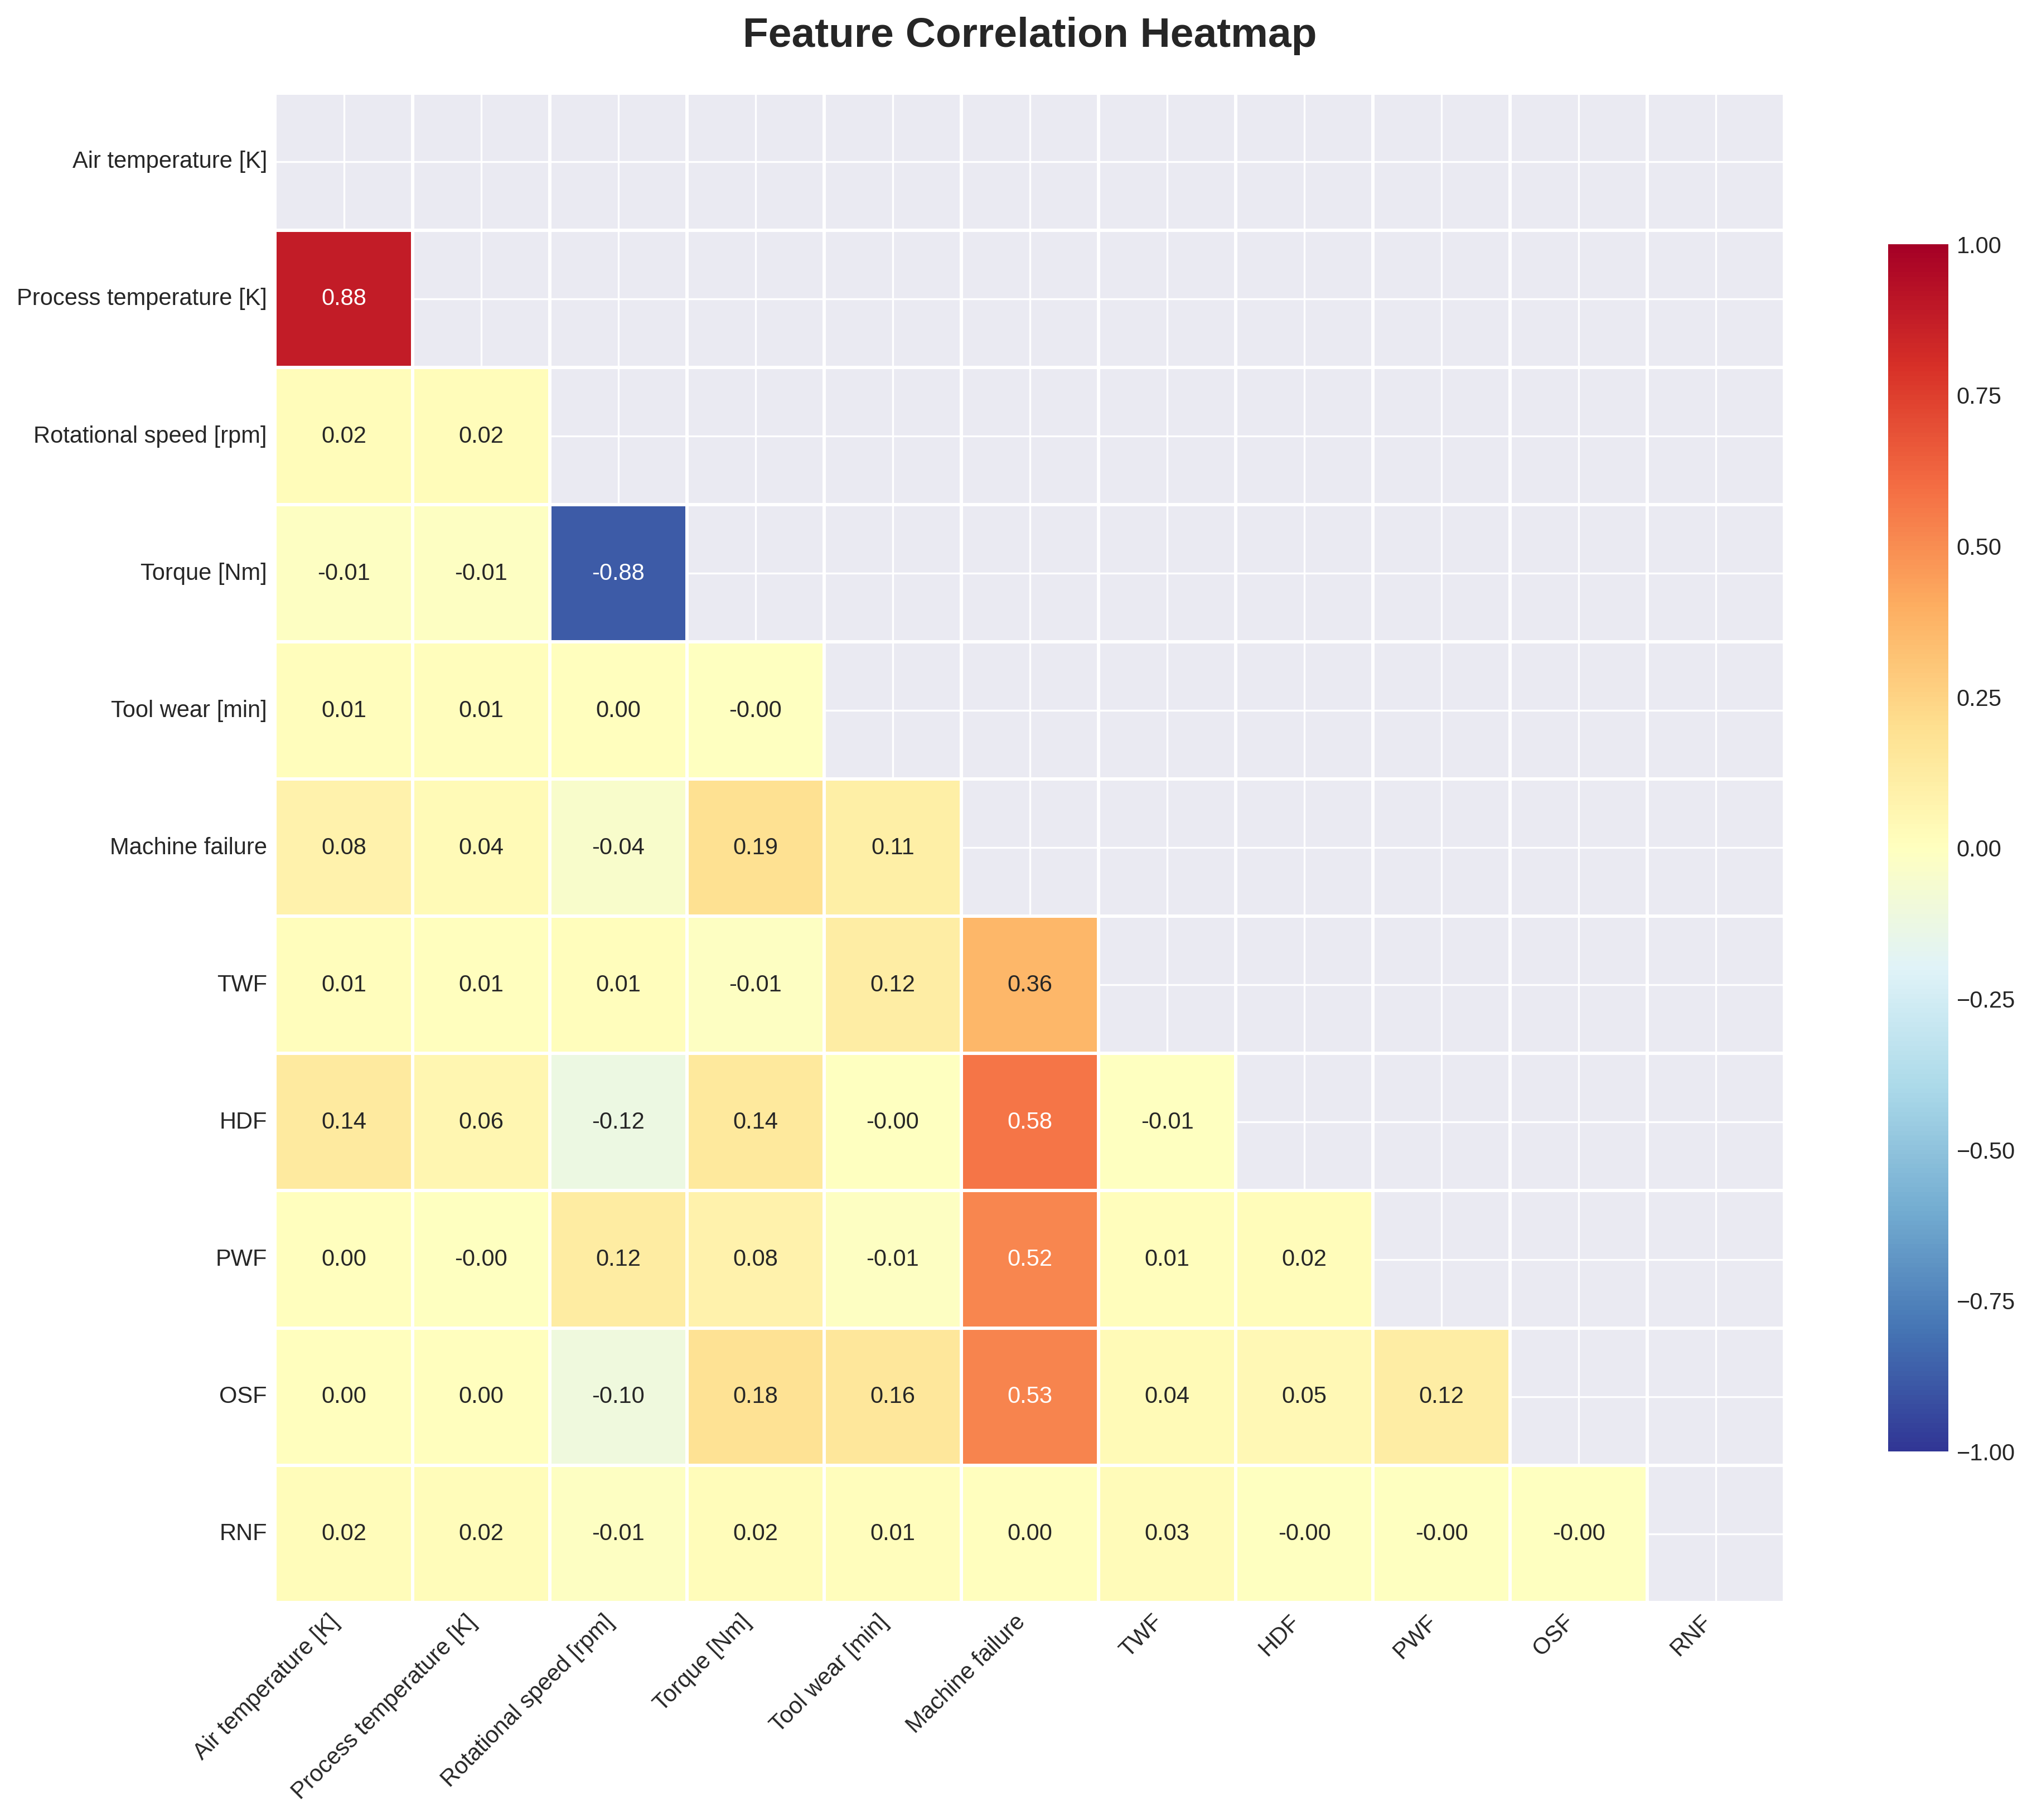 Feature Correlation Heatmap
Air temperature [K]
Process temperature [K] 0.88
Rotational speed [rpm] 0.02 0.02
Torque [Nm] -0.01 -0.01 -0.88
Tool wear [min] 0.01 0.01 0.00 -0.00
Machine failure 0.08 0.04 -0.04 0.19 0.11
TWF 0.01 0.01 0.01 -0.01 0.12 0.36
HDF 0.14 0.06 -0.12 0.14 -0.00 0.58 -0.01
PWF 0.00 -0.00 0.12 0.08 -0.01 0.52 0.01 0.02
OSF 0.00 0.00 -0.10 0.18 0.16 0.53 0.04 0.05 0.12
RNF 0.02 0.02 -0.01 0.02 0.01 0.00 0.03 -0.00 -0.00 -0.00
Air temperature [K] Process temperature [K] Rotational speed [rpm] Torque [Nm] Tool wear [min] Machine failure TWF HDF PWF OSF RNF
1.00
0.75
0.50
0.25
0.00
−0.25
−0.50
−0.75
−1.00